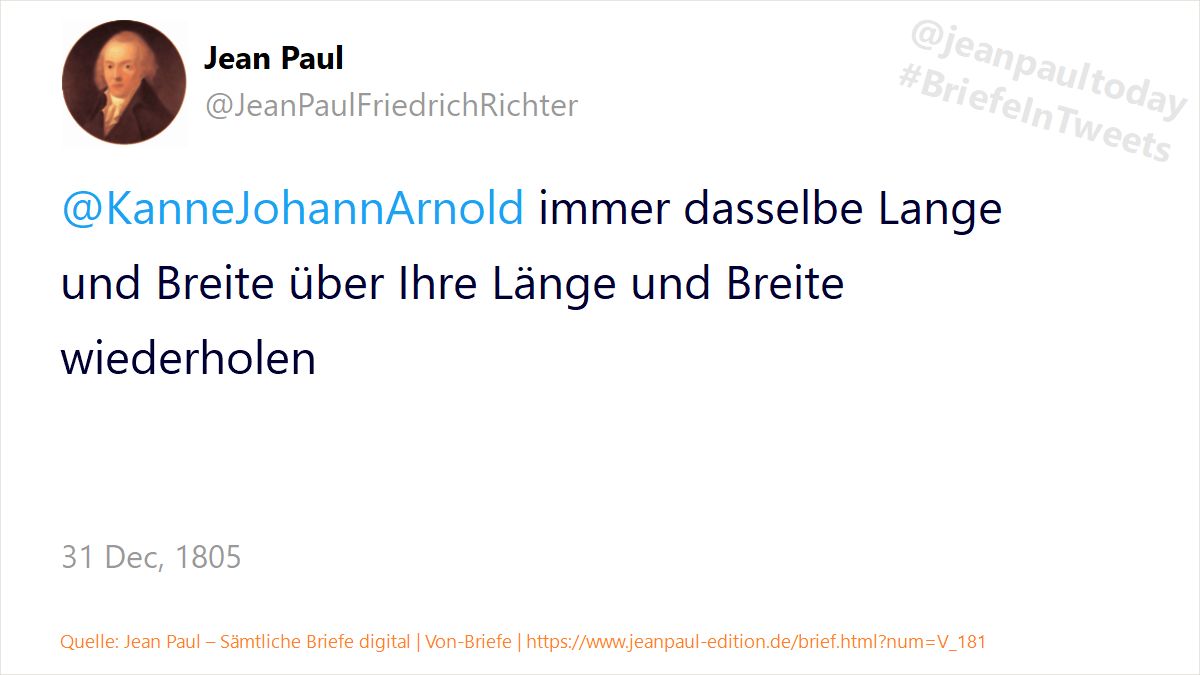 Jean Paul
@JeanPaulFriedrichRichter
@jeanpaultoday
#BriefeInTweets
@KanneJohannArnold immer dasselbe Lange
und Breite über Ihre Länge und Breite
wiederholen
31 Dec, 1805
Quelle: Jean Paul – Sämtliche Briefe digital | Von-Briefe | https://www.jeanpaul-edition.de/brief.html?num=V_181